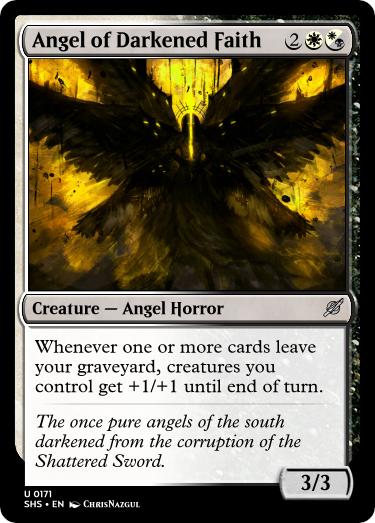 Angel of Darkened Faith 2
Creature — Angel Horror
Whenever one or more cards leave
your graveyard, creatures you
control get +1/+1 until end of turn.
The once pure angels of the south
darkened from the corruption of the
Shattered Sword.
3/3
U 0171
SHS • EN ChrisNazgul